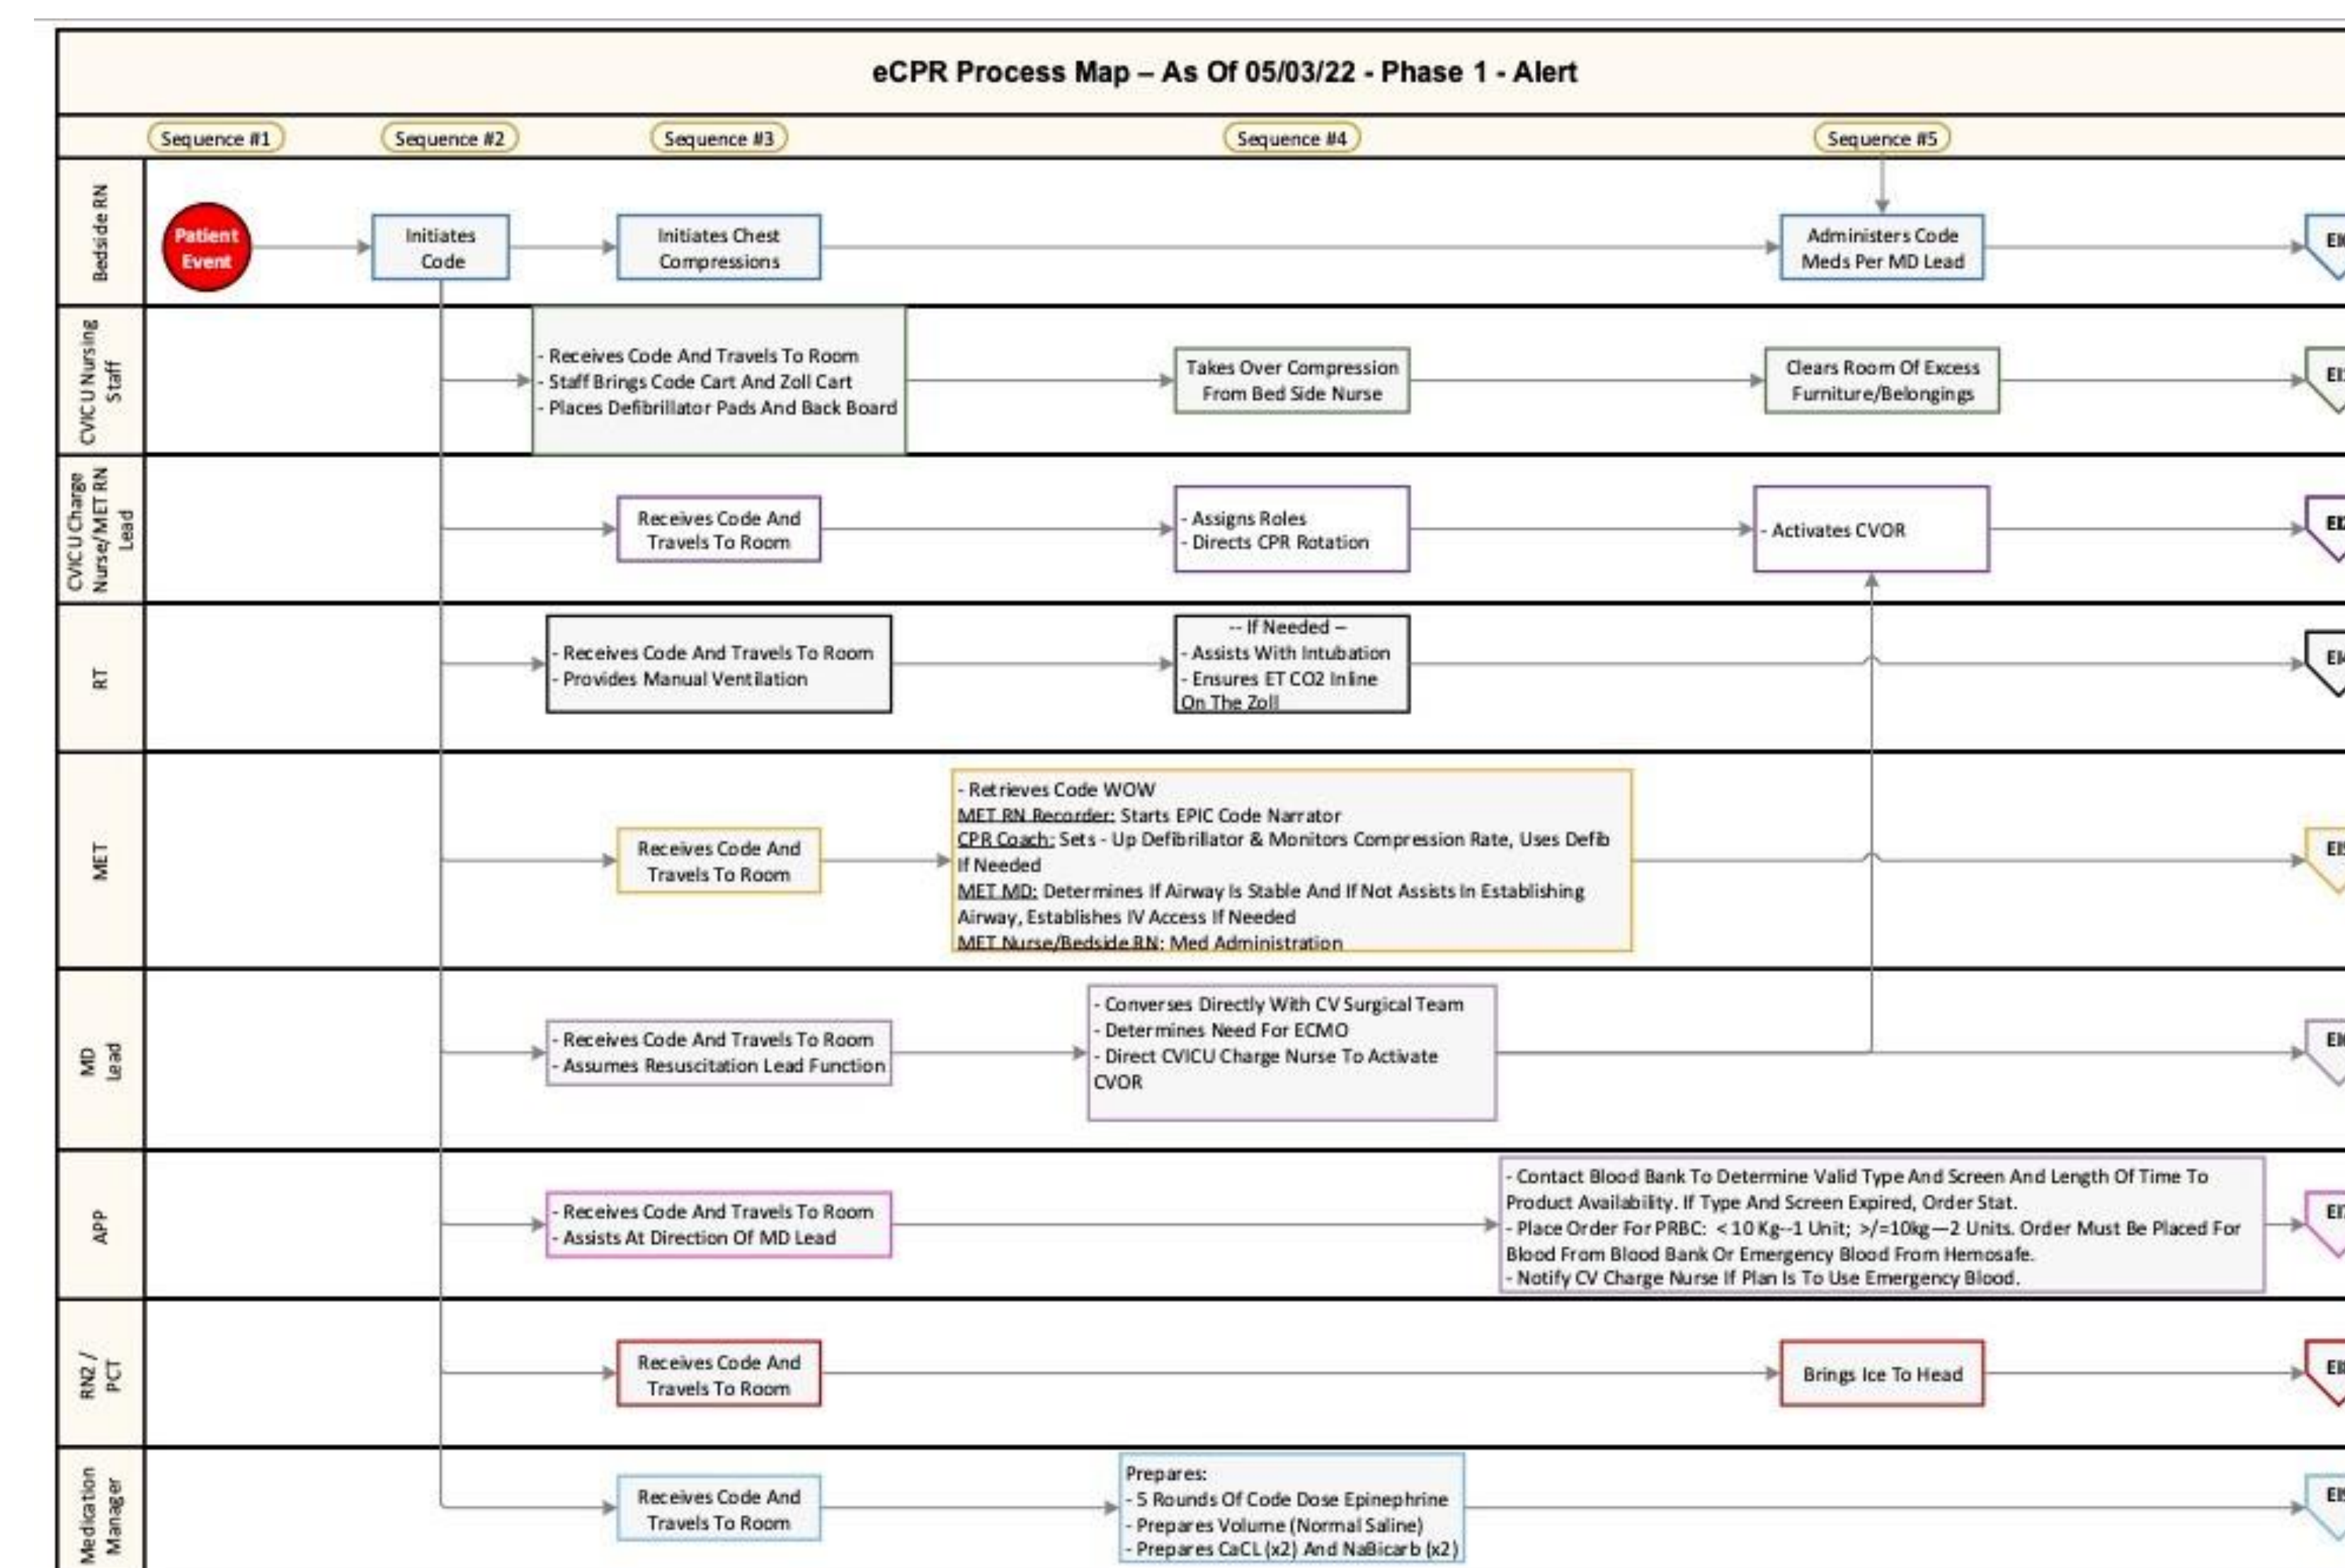 eCPR Process Map – As Of 05/03/22 - Phase 1 - Alert
Sequence #1
Sequence #2
Sequence #3
Sequence #4
Sequence #5
Bedside RN
Patient
Event
Initiates
Code
Initiates Chest
Compressions
Administers Code
Meds Per MD Lead
CVICU Nursing
Staff
- Receives Code And Travels To Room
- Staff Brings Code Cart And Zoll Cart
- Places Defibrillator Pads And Back Board
Takes Over Compression
From Bed Side Nurse
Clears Room Of Excess
Furniture/Belongings
CVICU Charge
Nurse/MET RN
Lead
Receives Code And
Travels To Room
- Assigns Roles
- Directs CPR Rotation
- Activates CVOR
RT
- Receives Code And Travels To Room
- Provides Manual Ventilation
-- If Needed –
- Assists With Intubation
- Ensures ET CO2 Inline
On The Zoll
MET
Receives Code And
Travels To Room
- Retrieves Code WOW
MET RN Recorder: Starts EPIC Code Narrator
CPR Coach: Sets - Up Defibrillator & Monitors Compression Rate, Uses Defib
If Needed
MET MD: Determines If Airway Is Stable And If Not Assists In Establishing
Airway, Establishes IV Access If Needed
MET Nurse/Bedside RN: Med Administration
MD
Lead
- Receives Code And Travels To Room
- Assumes Resuscitation Lead Function
- Converses Directly With CV Surgical Team
- Determines Need For ECMO
- Direct CVICU Charge Nurse To Activate
CVOR
APP
- Receives Code And Travels To Room
- Assists At Direction Of MD Lead
- Contact Blood Bank To Determine Valid Type And Screen And Length Of Time To
Product Availability. If Type And Screen Expired, Order Stat.
- Place Order For PRBC: < 10 Kg--1 Unit; >/=10kg—2 Units. Order Must Be Placed For
Blood From Blood Bank Or Emergency Blood From Hemosafe.
- Notify CV Charge Nurse If Plan Is To Use Emergency Blood.
RN2 /
PCT
Receives Code And
Travels To Room
Brings Ice To Head
Medication
Manager
Receives Code And
Travels To Room
Prepares:
- 5 Rounds Of Code Dose Epinephrine
- Prepares Volume (Normal Saline)
- Prepares CaCL (x2) And NaBicarb (x2)